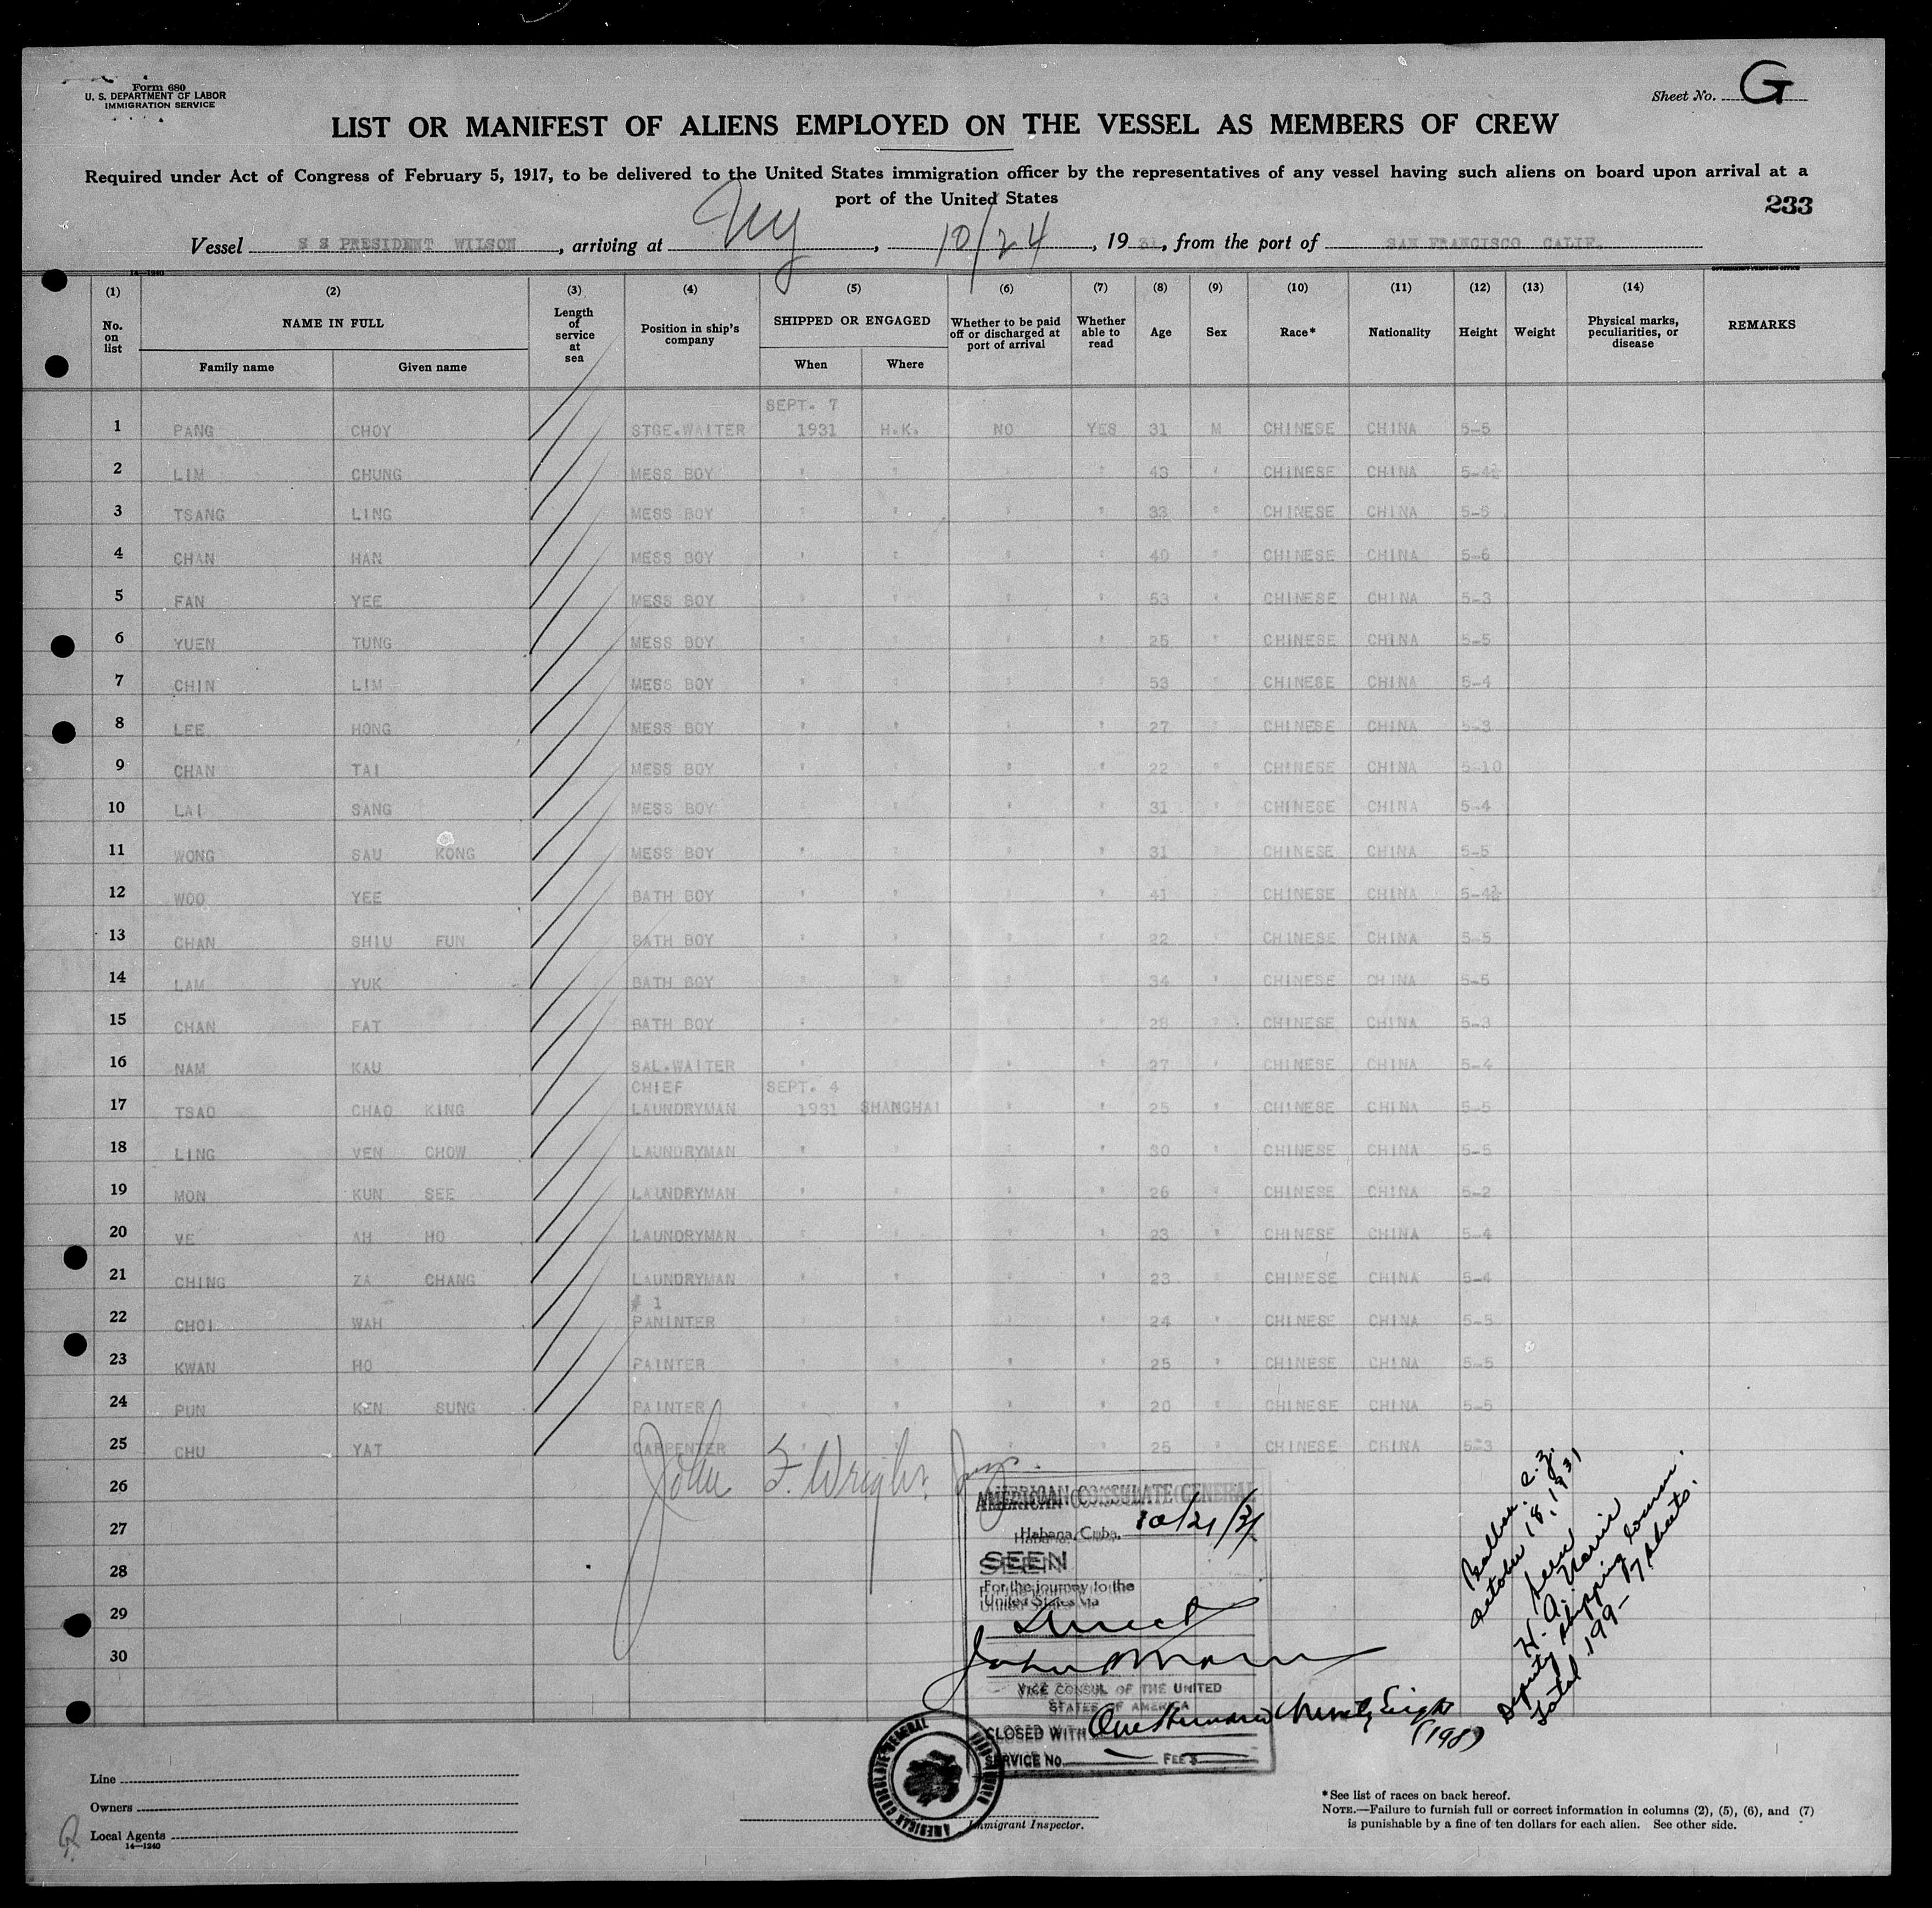 Form 680
U. S. DEPARTMENT OF LABOR
IMMIGRATION SERVICE
Sheet No. G
LIST OR MANIFEST OF ALIENS EMPLOYED ON THE VESSEL AS MEMBERS OF CREW
Required under Act of Congress of February 5, 1917, to be delivered to the United States immigration officer by the representatives of any vessel having such aliens on board upon arrival at a
port of the United States
233
Vessel S S PRESIDENT WILSON, arriving at NY, 10/24, 1931, from the port of SAN FRANCISCO CALIF.
14—1240
GOVERNMENT PRINTING OFFICE
(1) (2) (3) (4) (5) (6) (7) (8) (9) (10) (11) (12) (13) (14)
No. on list NAME IN FULL Length of service at sea Position in ship's company SHIPPED OR ENGAGED Whether to be paid off or discharged at port of arrival Whether able to read Age Sex Race* Nationality Height Weight Physical marks, peculiarities, or disease REMARKS
Family name Given name When Where
SEPT. 7
1 PANG CHOY STGE.WAITER 1931 H.K. NO YES 31 M CHINESE CHINA 5-5
2 LIM CHUNG MESS BOY " " " " 43 " CHINESE CHINA 5-4
3 TSANG LING MESS BOY " " " " 33 " CHINESE CHINA 5-5
4 CHAN HAN MESS BOY " " " " 40 " CHINESE CHINA 5-6
5 FAN YEE MESS BOY " " " " 53 " CHINESE CHINA 5-3
6 YUEN TUNG MESS BOY " " " " 25 " CHINESE CHINA 5-5
7 CHIN LIM MESS BOY " " " " 53 " CHINESE CHINA 5-4
8 LEE HONG MESS BOY " " " " 27 " CHINESE CHINA 5-3
9 CHAN TAI MESS BOY " " " " 22 " CHINESE CHINA 5-10
10 LAI SANG MESS BOY " " " " 31 " CHINESE CHINA 5-4
11 WONG SAU KONG MESS BOY " " " " 31 " CHINESE CHINA 5-5
12 WOO YEE BATH BOY " " " " 41 " CHINESE CHINA 5-4
13 CHAN SHIU FUN BATH BOY " " " " 22 " CHINESE CHINA 5-5
14 LAM YUK BATH BOY " " " " 34 " CHINESE CHINA 5-5
15 CHAN FAT BATH BOY " " " " 28 " CHINESE CHINA 5-3
16 NAM KAU SAL.WAITER " " " " 27 " CHINESE CHINA 5-4
CHIEF SEPT. 4
17 TSAO CHAO KING LAUNDRYMAN 1931 SHANGHAI " " 25 " CHINESE CHINA 5-5
18 LING VEN CHOW LAUNDRYMAN " " " " 30 " CHINESE CHINA 5-5
19 MON KUN SEE LAUNDRYMAN " " " " 26 " CHINESE CHINA 5-2
20 VE AH HO LAUNDRYMAN " " " " 23 " CHINESE CHINA 5-4
21 CHING ZA CHANG LAUNDRYMAN " " " " 23 " CHINESE CHINA 5-4
# 1
22 CHOI WAH PANINTER " " " " 24 " CHINESE CHINA 5-5
23 KWAN HO PAINTER " " " " 25 " CHINESE CHINA 5-5
24 PUN KEN SUNG PAINTER " " " " 20 " CHINESE CHINA 5-5
25 CHU YAT CARPENTER " " " " 25 " CHINESE CHINA 5-3
John F. Wright
26
27
28
29
30
AMERICAN CONSULATE GENERAL
Habana, Cuba. 10/21/31
SEEN
For the journey to the
United States via
Direct
VICE CONSUL OF THE UNITED
STATES OF AMERICA
CLOSED WITH One Hundred Ninety Eight
(198)
SERVICE No. FEE $
AMERICAN CONSULATE GENERAL
Balboa, C.Z.
October 18, 1931
Seen
Deputy Shipping Comm.
Total 199- 17 sheets.
Line
Owners
Local Agents
14—1240
Immigrant Inspector.
*See list of races on back hereof.
NOTE.—Failure to furnish full or correct information in columns (2), (5), (6), and (7)
is punishable by a fine of ten dollars for each alien. See other side.